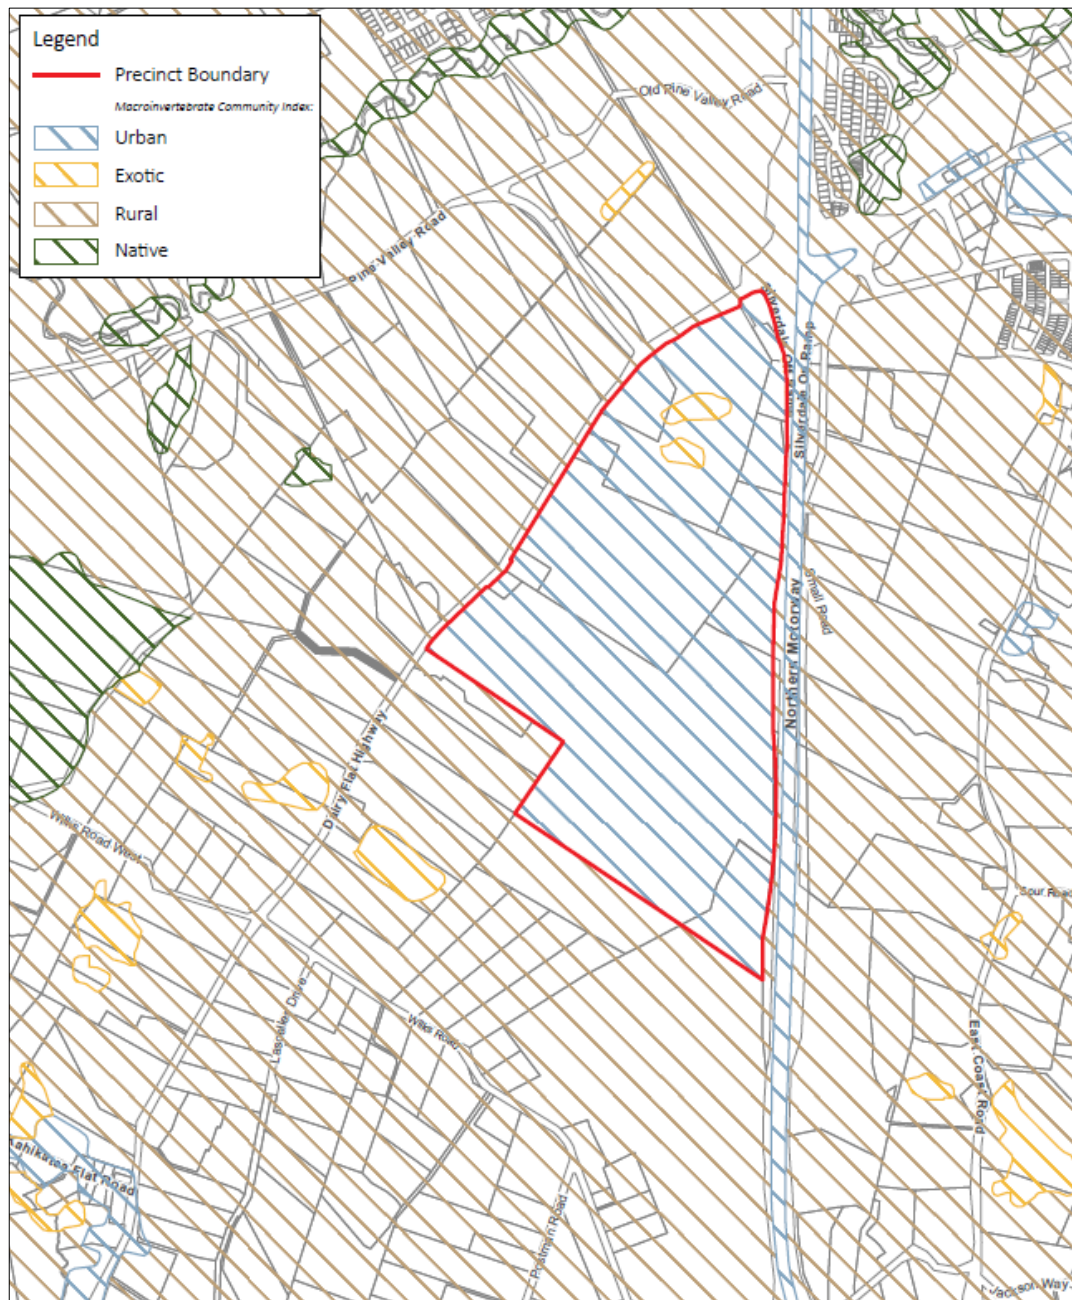 Legend
Precinct Boundary
Macroinvertebrate Community Index:
Urban
Exotic
Rural
Native
Old Pine Valley Road
Pine Valley Road
Silverdale Off Ramp
Silverdale On Ramp
Small Road
Northern Motorway
Dairy Flat Highway
Wilks Road West
Spur Road
Lascelles Drive
Wilks Road
East Coast Road
Kahikatea Flat Road
Postman Road
Jackson Way